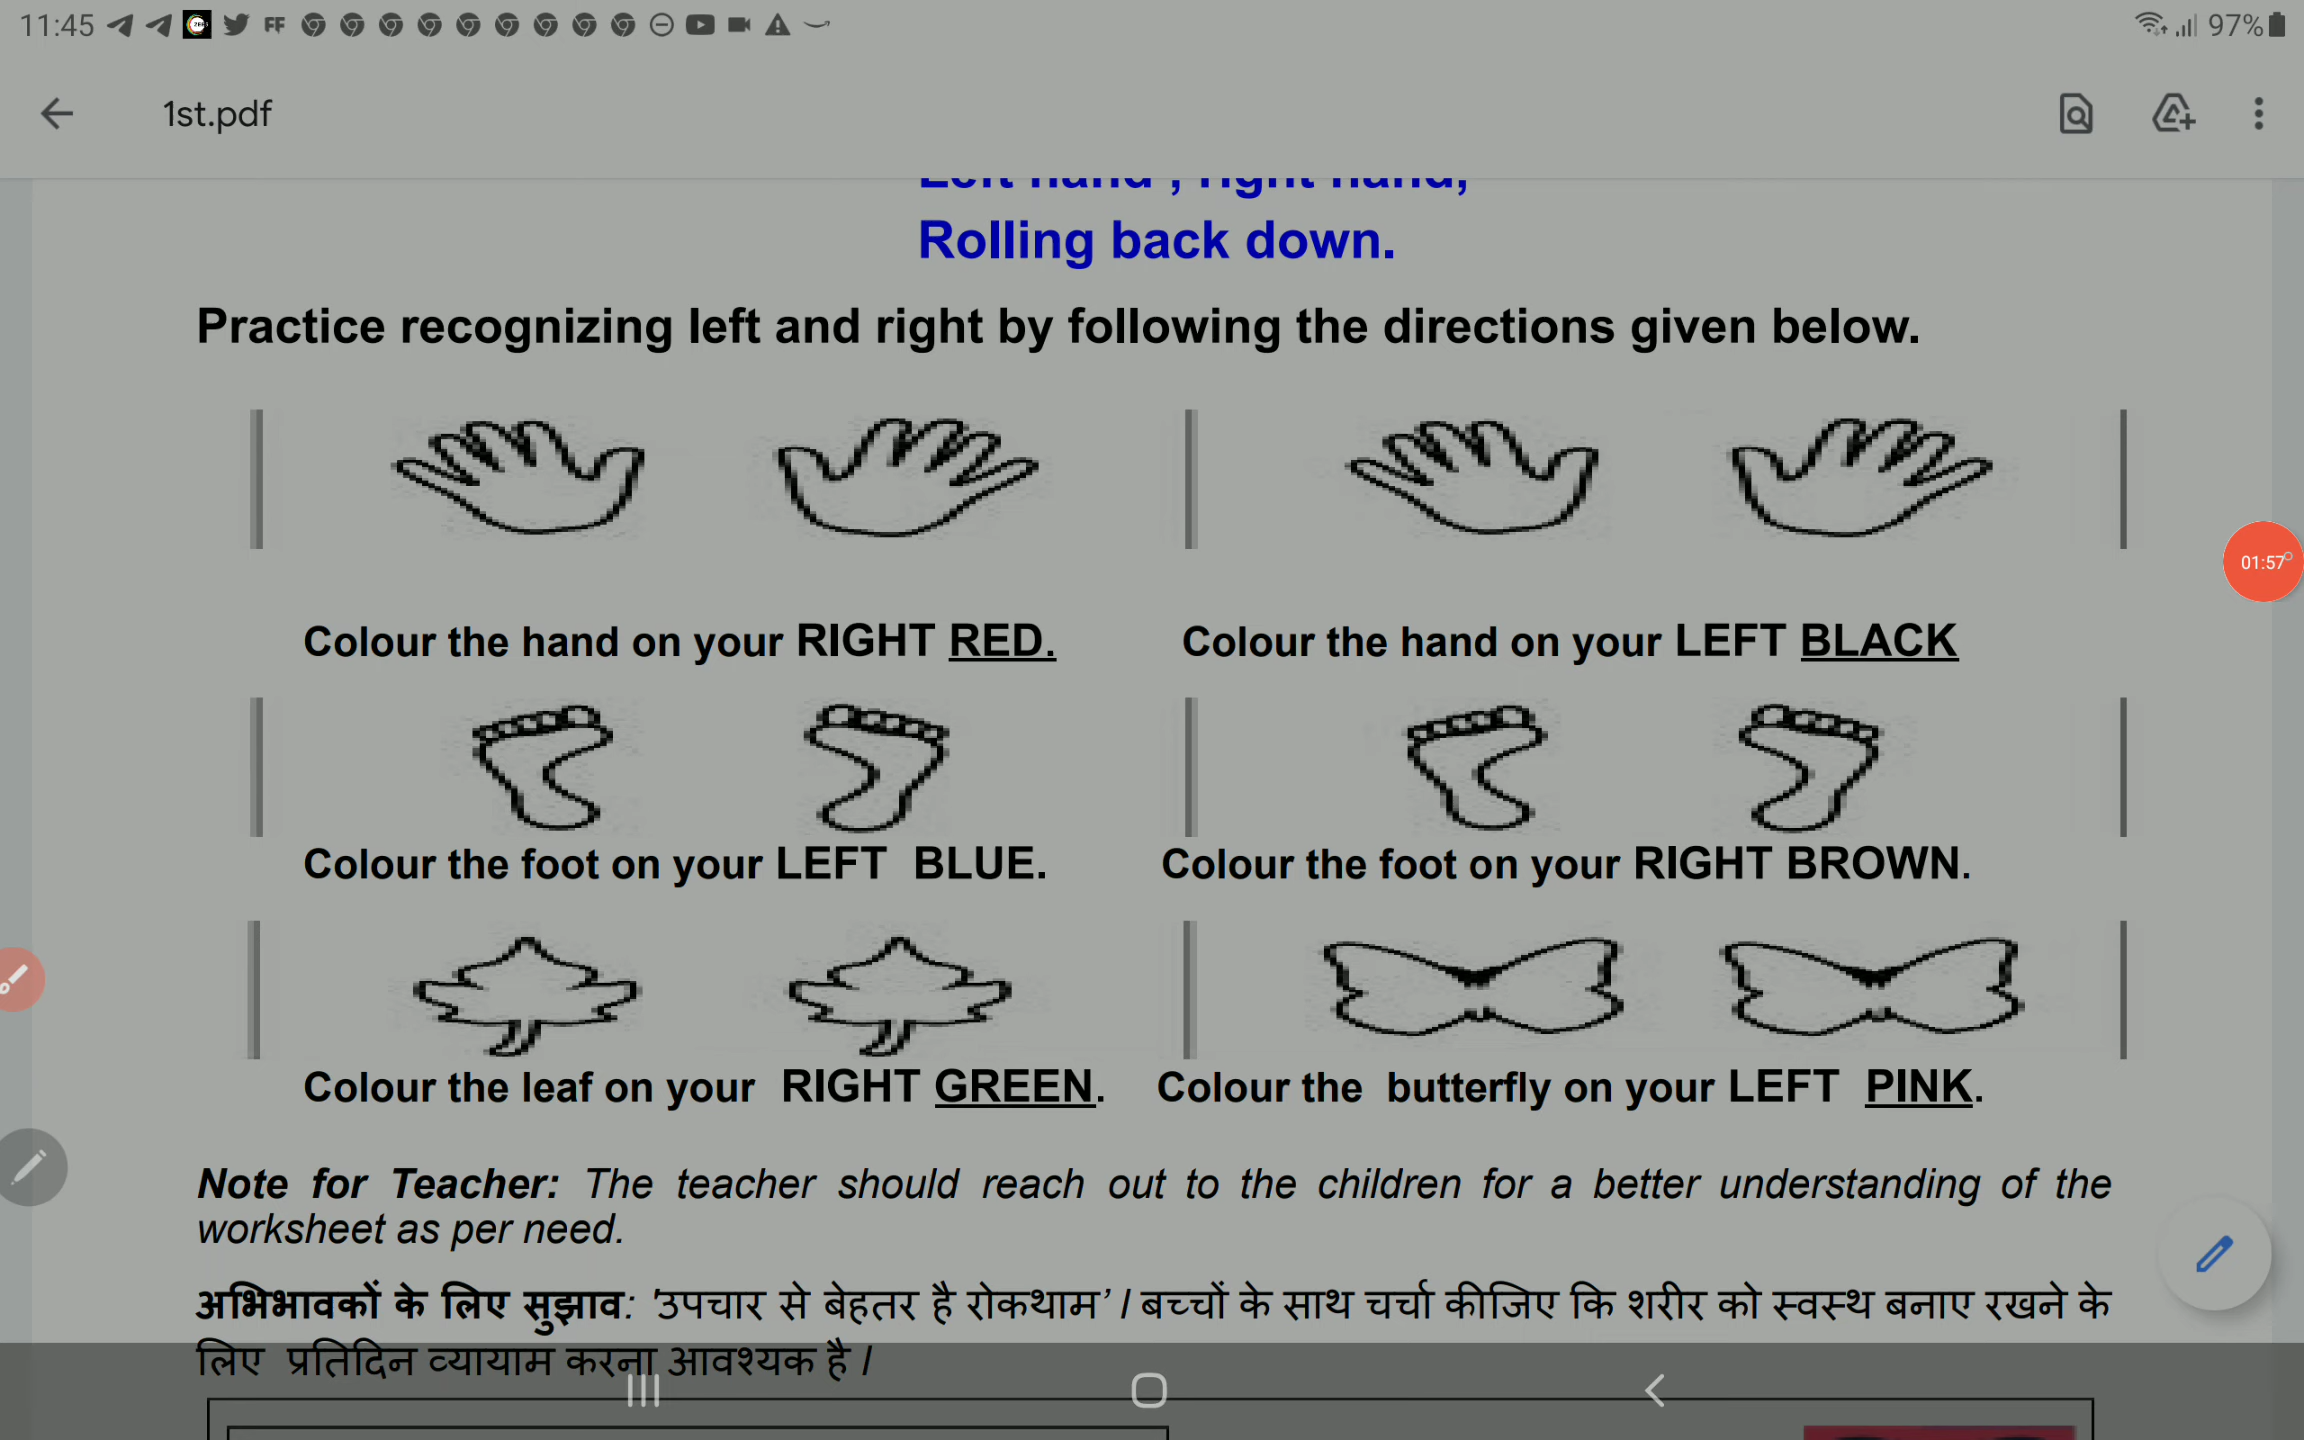 11:45
97%
1st.pdf
Left hand , right hand,
Rolling back down.
Practice recognizing left and right by following the directions given below.
01:57
Colour the hand on your RIGHT RED. Colour the hand on your LEFT BLACK
Colour the foot on your LEFT BLUE. Colour the foot on your RIGHT BROWN.
Colour the leaf on your RIGHT GREEN. Colour the butterfly on your LEFT PINK.
Note for Teacher: The teacher should reach out to the children for a better understanding of the
worksheet as per need.
अभिभावकों के लिए सुझाव: 'उपचार से बेहतर है रोकथाम’ । बच्चों के साथ चर्चा कीजिए कि शरीर को स्वस्थ बनाए रखने के
लिए प्रतिदिन व्यायाम करना आवश्यक है ।